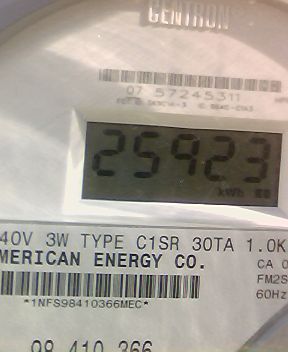 CENTRON
07 57245311
25923
kWh
40V 3W TYPE C1SR 30TA 1.0K
MERICAN ENERGY CO.
CA 0
FM2S
*1NFS98410366MEC*
60Hz
98 410 366